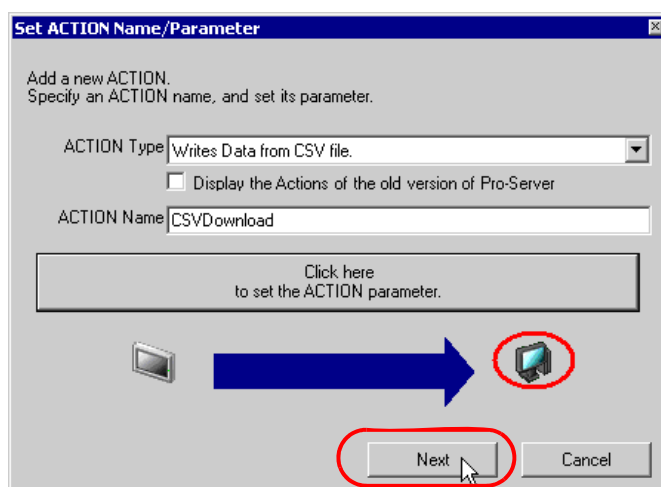 Set ACTION Name/Parameter
Add a new ACTION.
Specify an ACTION name, and set its parameter.
ACTION Type Writes Data from CSV file.
Display the Actions of the old version of Pro-Server
ACTION Name CSVDownload
Click here
to set the ACTION parameter.
Next Cancel